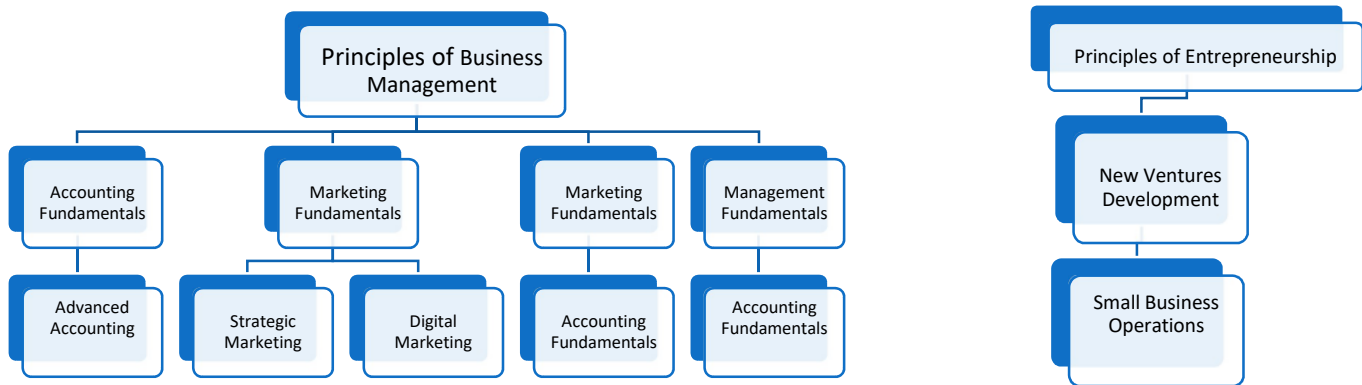 Principles of Business
Management
Principles of Entrepreneurship
Accounting
Fundamentals
Marketing
Fundamentals
Marketing
Fundamentals
Management
Fundamentals
New Ventures
Development
Advanced
Accounting
Strategic
Marketing
Digital
Marketing
Accounting
Fundamentals
Accounting
Fundamentals
Small Business
Operations